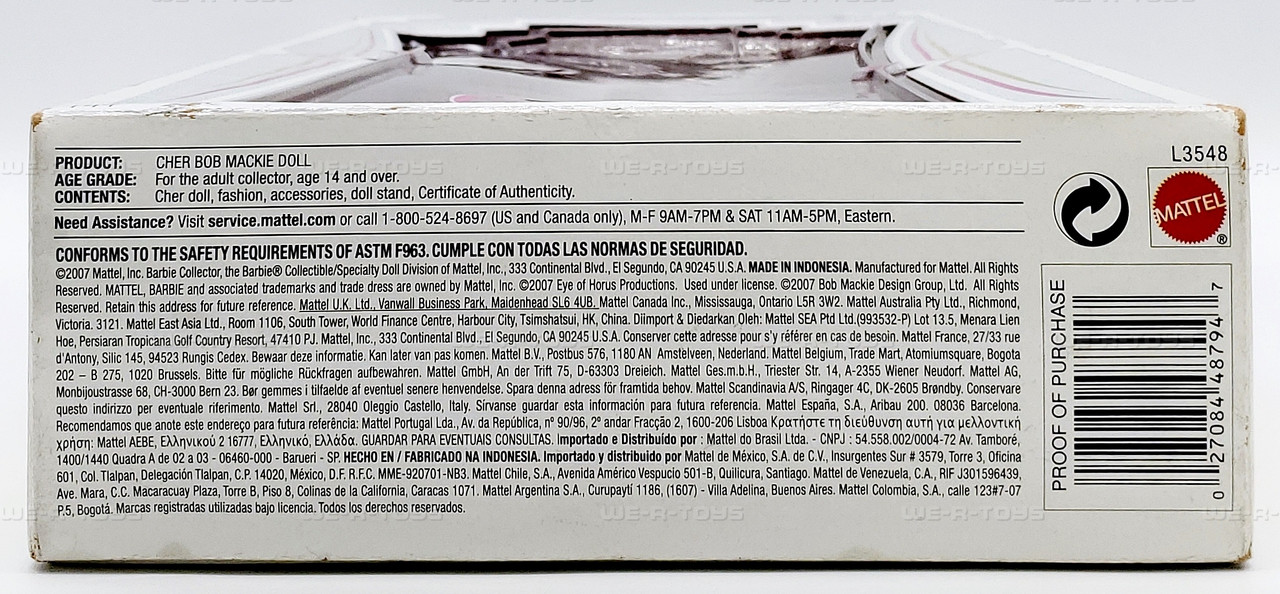 PRODUCT: CHER BOB MACKIE DOLL
AGE GRADE: For the adult collector, age 14 and over.
CONTENTS: Cher doll, fashion, accessories, doll stand, Certificate of Authenticity.
Need Assistance? Visit service.mattel.com or call 1-800-524-8697 (US and Canada only), M-F 9AM-7PM & SAT 11AM-5PM, Eastern.
CONFORMS TO THE SAFETY REQUIREMENTS OF ASTM F963. CUMPLE CON TODAS LAS NORMAS DE SEGURIDAD.
©2007 Mattel, Inc. Barbie Collector, the Barbie® Collectible/Specialty Doll Division of Mattel, Inc., 333 Continental Blvd., El Segundo, CA 90245 U.S.A. MADE IN INDONESIA. Manufactured for Mattel. All Rights
Reserved. MATTEL, BARBIE and associated trademarks and trade dress are owned by Mattel, Inc. ©2007 Eye of Horus Productions. Used under license. ©2007 Bob Mackie Design Group, Ltd. All Rights
Reserved. Retain this address for future reference. Mattel U.K. Ltd., Vanwall Business Park, Maidenhead SL6 4UB. Mattel Canada Inc., Mississauga, Ontario L5R 3W2. Mattel Australia Pty Ltd., Richmond,
Victoria. 3121. Mattel East Asia Ltd., Room 1106, South Tower, World Finance Centre, Harbour City, Tsimshatsui, HK, China. Diimport & Diedarkan Oleh: Mattel SEA Ptd Ltd.(993532-P) Lot 13.5, Menara Lien
Hoe, Persiaran Tropicana Golf Country Resort, 47410 PJ. Mattel, Inc., 333 Continental Blvd., El Segundo, CA 90245 U.S.A. Conserver cette adresse pour s'y référer en cas de besoin. Mattel France, 27/33 rue
d'Antony, Silic 145, 94523 Rungis Cedex. Bewaar deze informatie. Kan later van pas komen. Mattel B.V., Postbus 576, 1180 AN Amstelveen, Nederland. Mattel Belgium, Trade Mart, Atomiumsquare, Bogota
202 – B 275, 1020 Brussels. Bitte für mögliche Rückfragen aufbewahren. Mattel GmbH, An der Trift 75, D-63303 Dreieich. Mattel Ges.m.b.H., Triester Str. 14, A-2355 Wiener Neudorf. Mattel AG,
Monbijoustrasse 68, CH-3000 Bern 23. Bør gemmes i tilfælde af eventuel senere henvendelse. Spara denna adress för framtida behov. Mattel Scandinavia A/S, Ringager 4C, DK-2605 Brøndby. Conservare
questo indirizzo per eventuale riferimento. Mattel Srl., 28040 Oleggio Castello, Italy. Sírvanse guardar esta información para futura referencia. Mattel España, S.A., Aribau 200. 08036 Barcelona.
Recomendamos que anote este endereço para futura referência: Mattel Portugal Lda., Av. da República, nº 90/96, 2º andar Fracção 2, 1600-206 Lisboa Κρατήστε τη διεύθυνση αυτή για μελλοντική
χρήση: Mattel AEBE, Ελληνικού 2 16777, Ελληνικό, Ελλάδα. GUARDAR PARA EVENTUAIS CONSULTAS. Importado e Distribuído por : Mattel do Brasil Ltda. - CNPJ : 54.558.002/0004-72 Av. Tamboré,
1400/1440 Quadra A de 02 a 03 - 06460-000 - Barueri - SP. HECHO EN / FABRICADO NA INDONESIA. Importado y distribuido por Mattel de México, S.A. de C.V., Insurgentes Sur # 3579, Torre 3, Oficina
601, Col. Tlalpan, Delegación Tlalpan, C.P. 14020, México, D.F. R.F.C. MME-920701-NB3. Mattel Chile, S.A., Avenida Américo Vespucio 501-B, Quilicura, Santiago. Mattel de Venezuela, C.A., RIF J301596439,
Ave. Mara, C.C. Macaracuay Plaza, Torre B, Piso 8, Colinas de la California, Caracas 1071. Mattel Argentina S.A., Curupaytí 1186, (1607) - Villa Adelina, Buenos Aires. Mattel Colombia, S.A., calle 123#7-07
P.5, Bogotá. Marcas registradas utilizadas bajo licencia. Todos los derechos reservados.
L3548
MATTEL®
PROOF OF PURCHASE
0 27084 48794 7
WE-R-TOYS